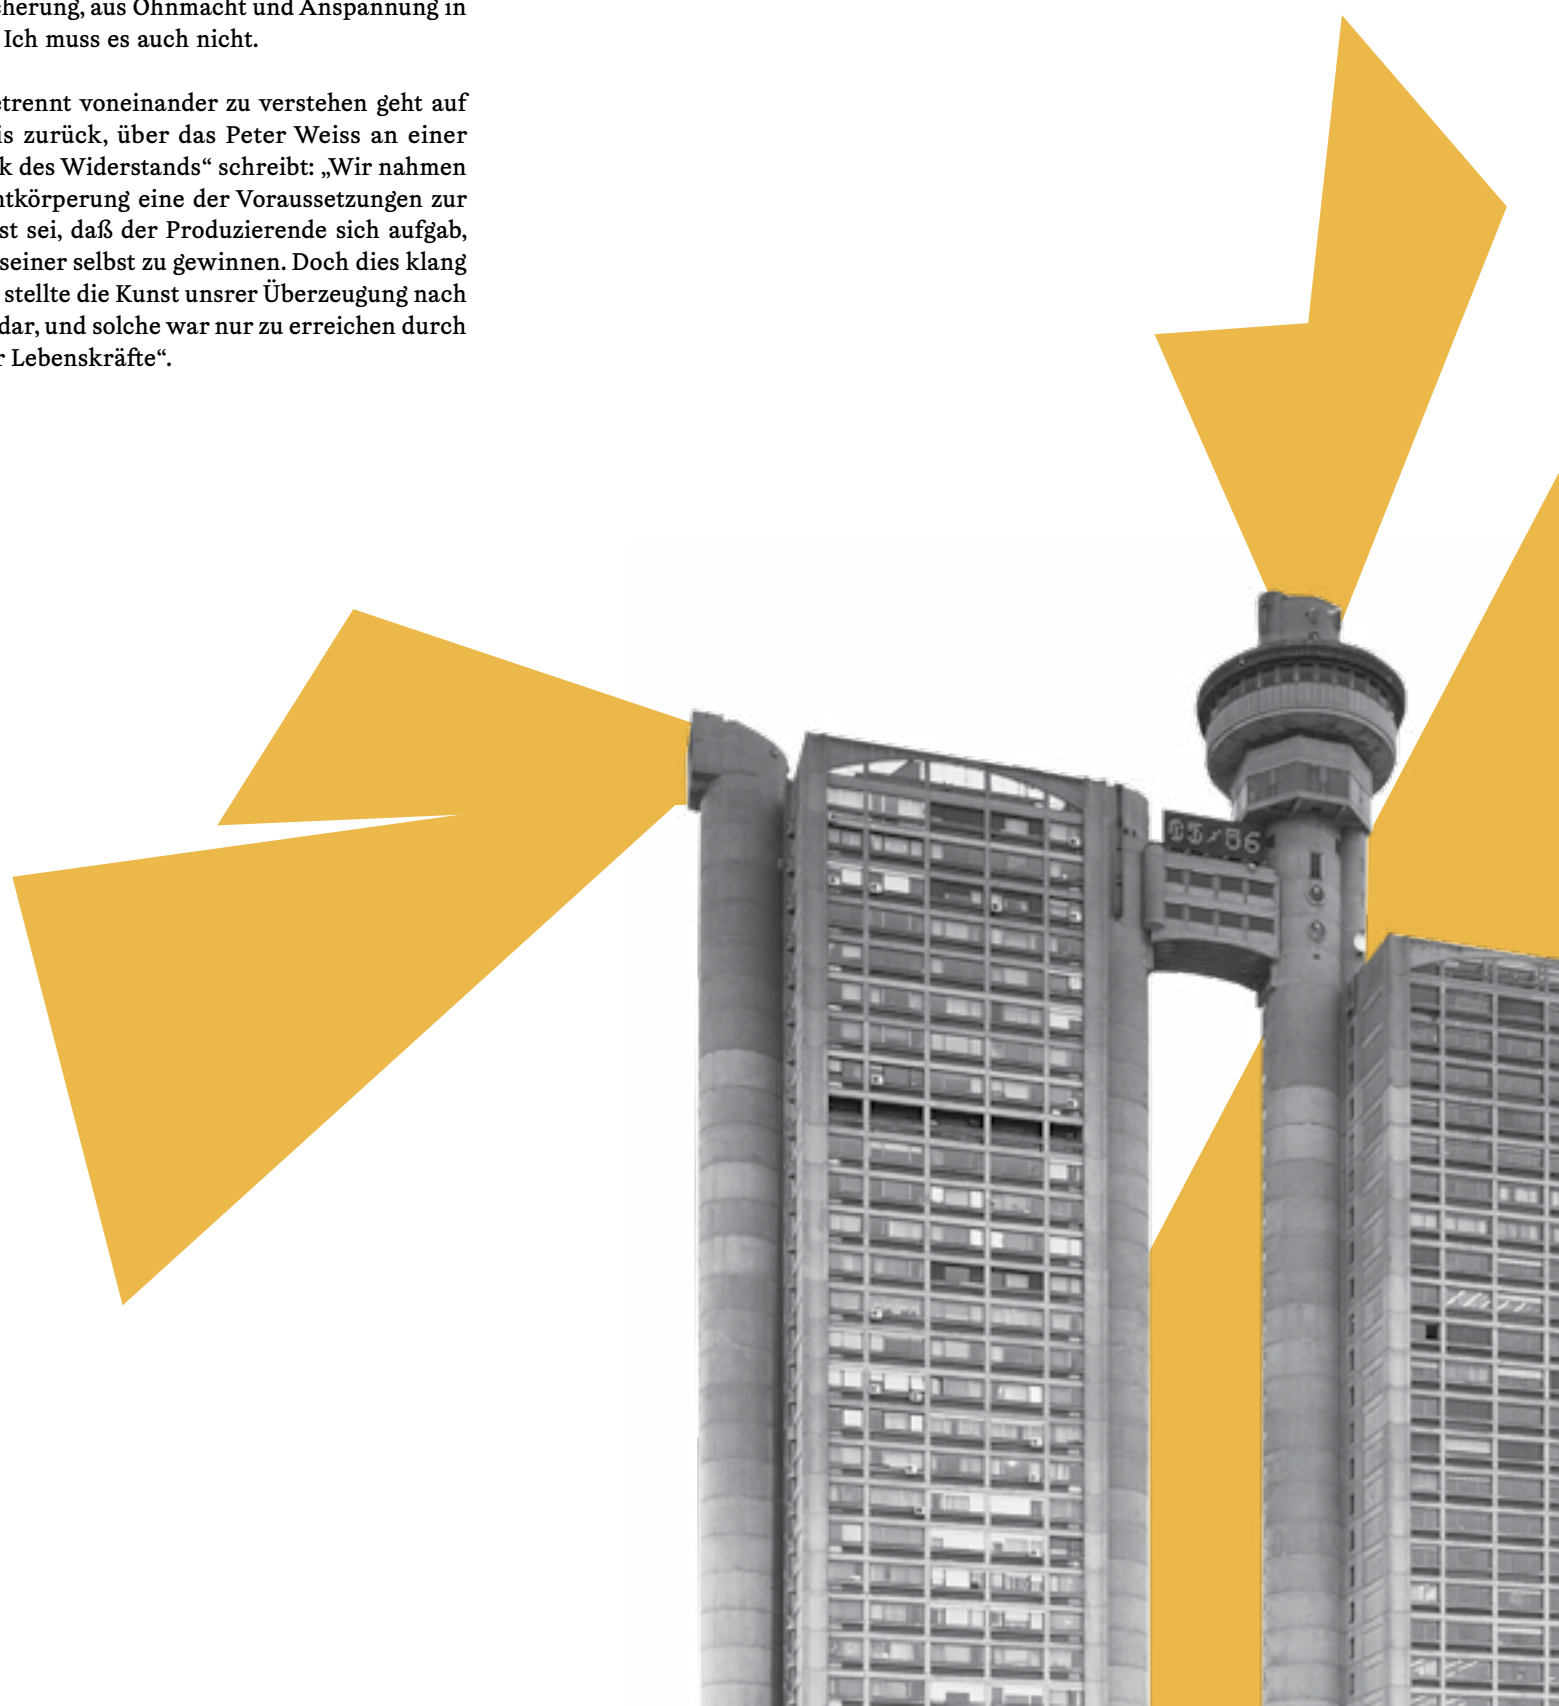 cherung, aus Ohnmacht und Anspannung in
Ich muss es auch nicht.
etrennt voneinander zu verstehen geht auf
is zurück, über das Peter Weiss an einer
k des Widerstands“ schreibt: „Wir nahmen
ntkörperung eine der Voraussetzungen zur
st sei, daß der Produzierende sich aufgab,
seiner selbst zu gewinnen. Doch dies klang
stellte die Kunst unsrer Überzeugung nach
dar, und solche war nur zu erreichen durch
r Lebenskräfte“.